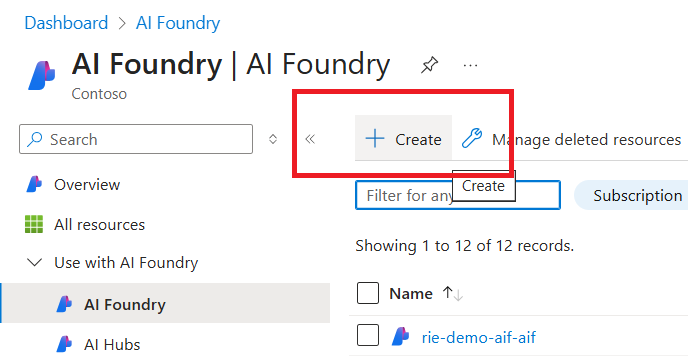 Dashboard > AI Foundry
AI Foundry | AI Foundry
Contoso
Search
Overview
All resources
Use with AI Foundry
AI Foundry
AI Hubs
Create
Manage deleted resources
Filter for any
Create
Subscription
Showing 1 to 12 of 12 records.
Name
rie-demo-aif-aif